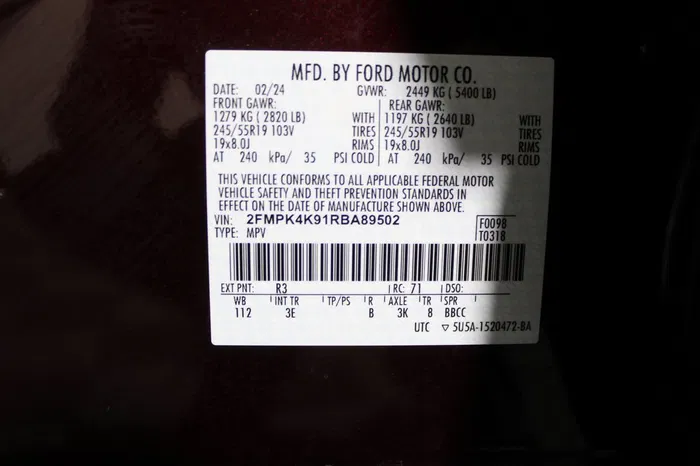 MFD. BY FORD MOTOR CO.
DATE: 02/24 GVWR: 2449 KG ( 5400 LB)
FRONT GAWR: REAR GAWR:
1279 KG ( 2820 LB) WITH 1197 KG ( 2640 LB) WITH
245/55R19 103V TIRES 245/55R19 103V TIRES
19x8.0J RIMS 19x8.0J RIMS
AT 240 kPa/ 35 PSI COLD AT 240 kPa/ 35 PSI COLD
THIS VEHICLE CONFORMS TO ALL APPLICABLE FEDERAL MOTOR
VEHICLE SAFETY AND THEFT PREVENTION STANDARDS IN
EFFECT ON THE DATE OF MANUFACTURE SHOWN ABOVE.
VIN: 2FMPK4K91RBA89502 F0098
TYPE: MPV T0318
EXT PNT: R3 RC: 71 DSO:
WB INT TR TP/PS R AXLE TR SPR
112 3E B 3K 8 BBCC
UTC ▽ 5U5A-1520472-BA